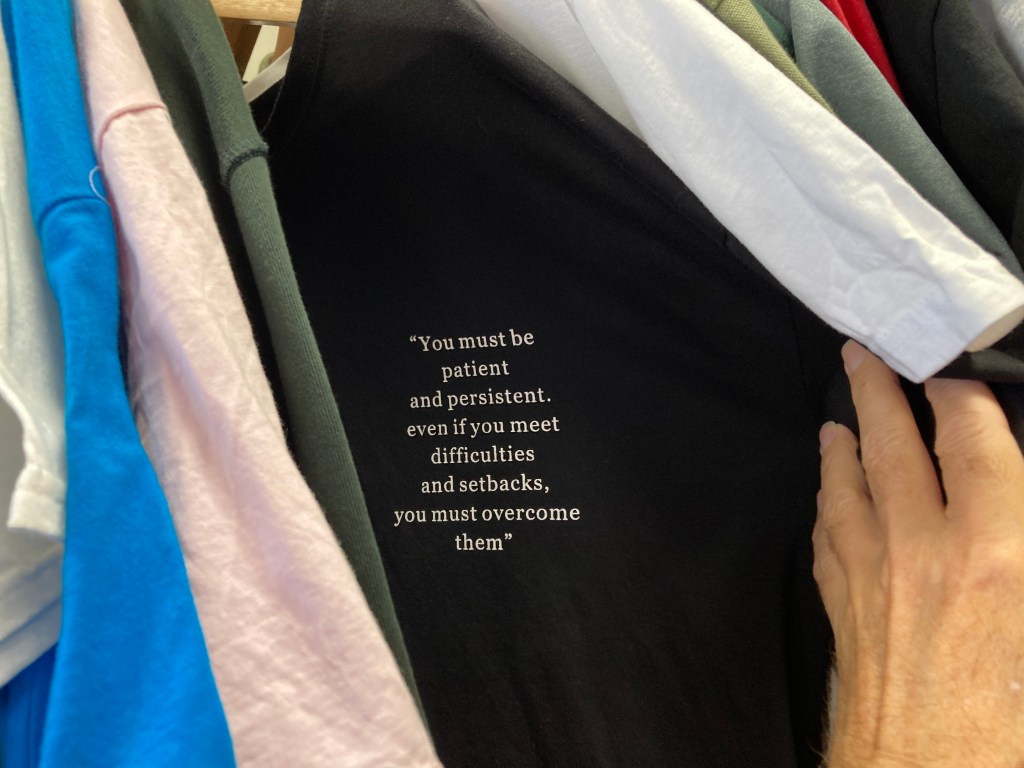 “You must be
patient
and persistent.
even if you meet
difficulties
and setbacks,
you must overcome
them”